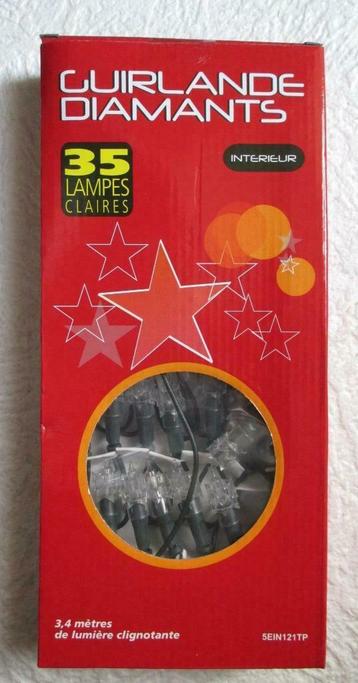 GUIRLANDE
DIAMANTS
35
LAMPES
CLAIRES
INTERIEUR
3,4 mètres
de lumière clignotante
5EIN121TP